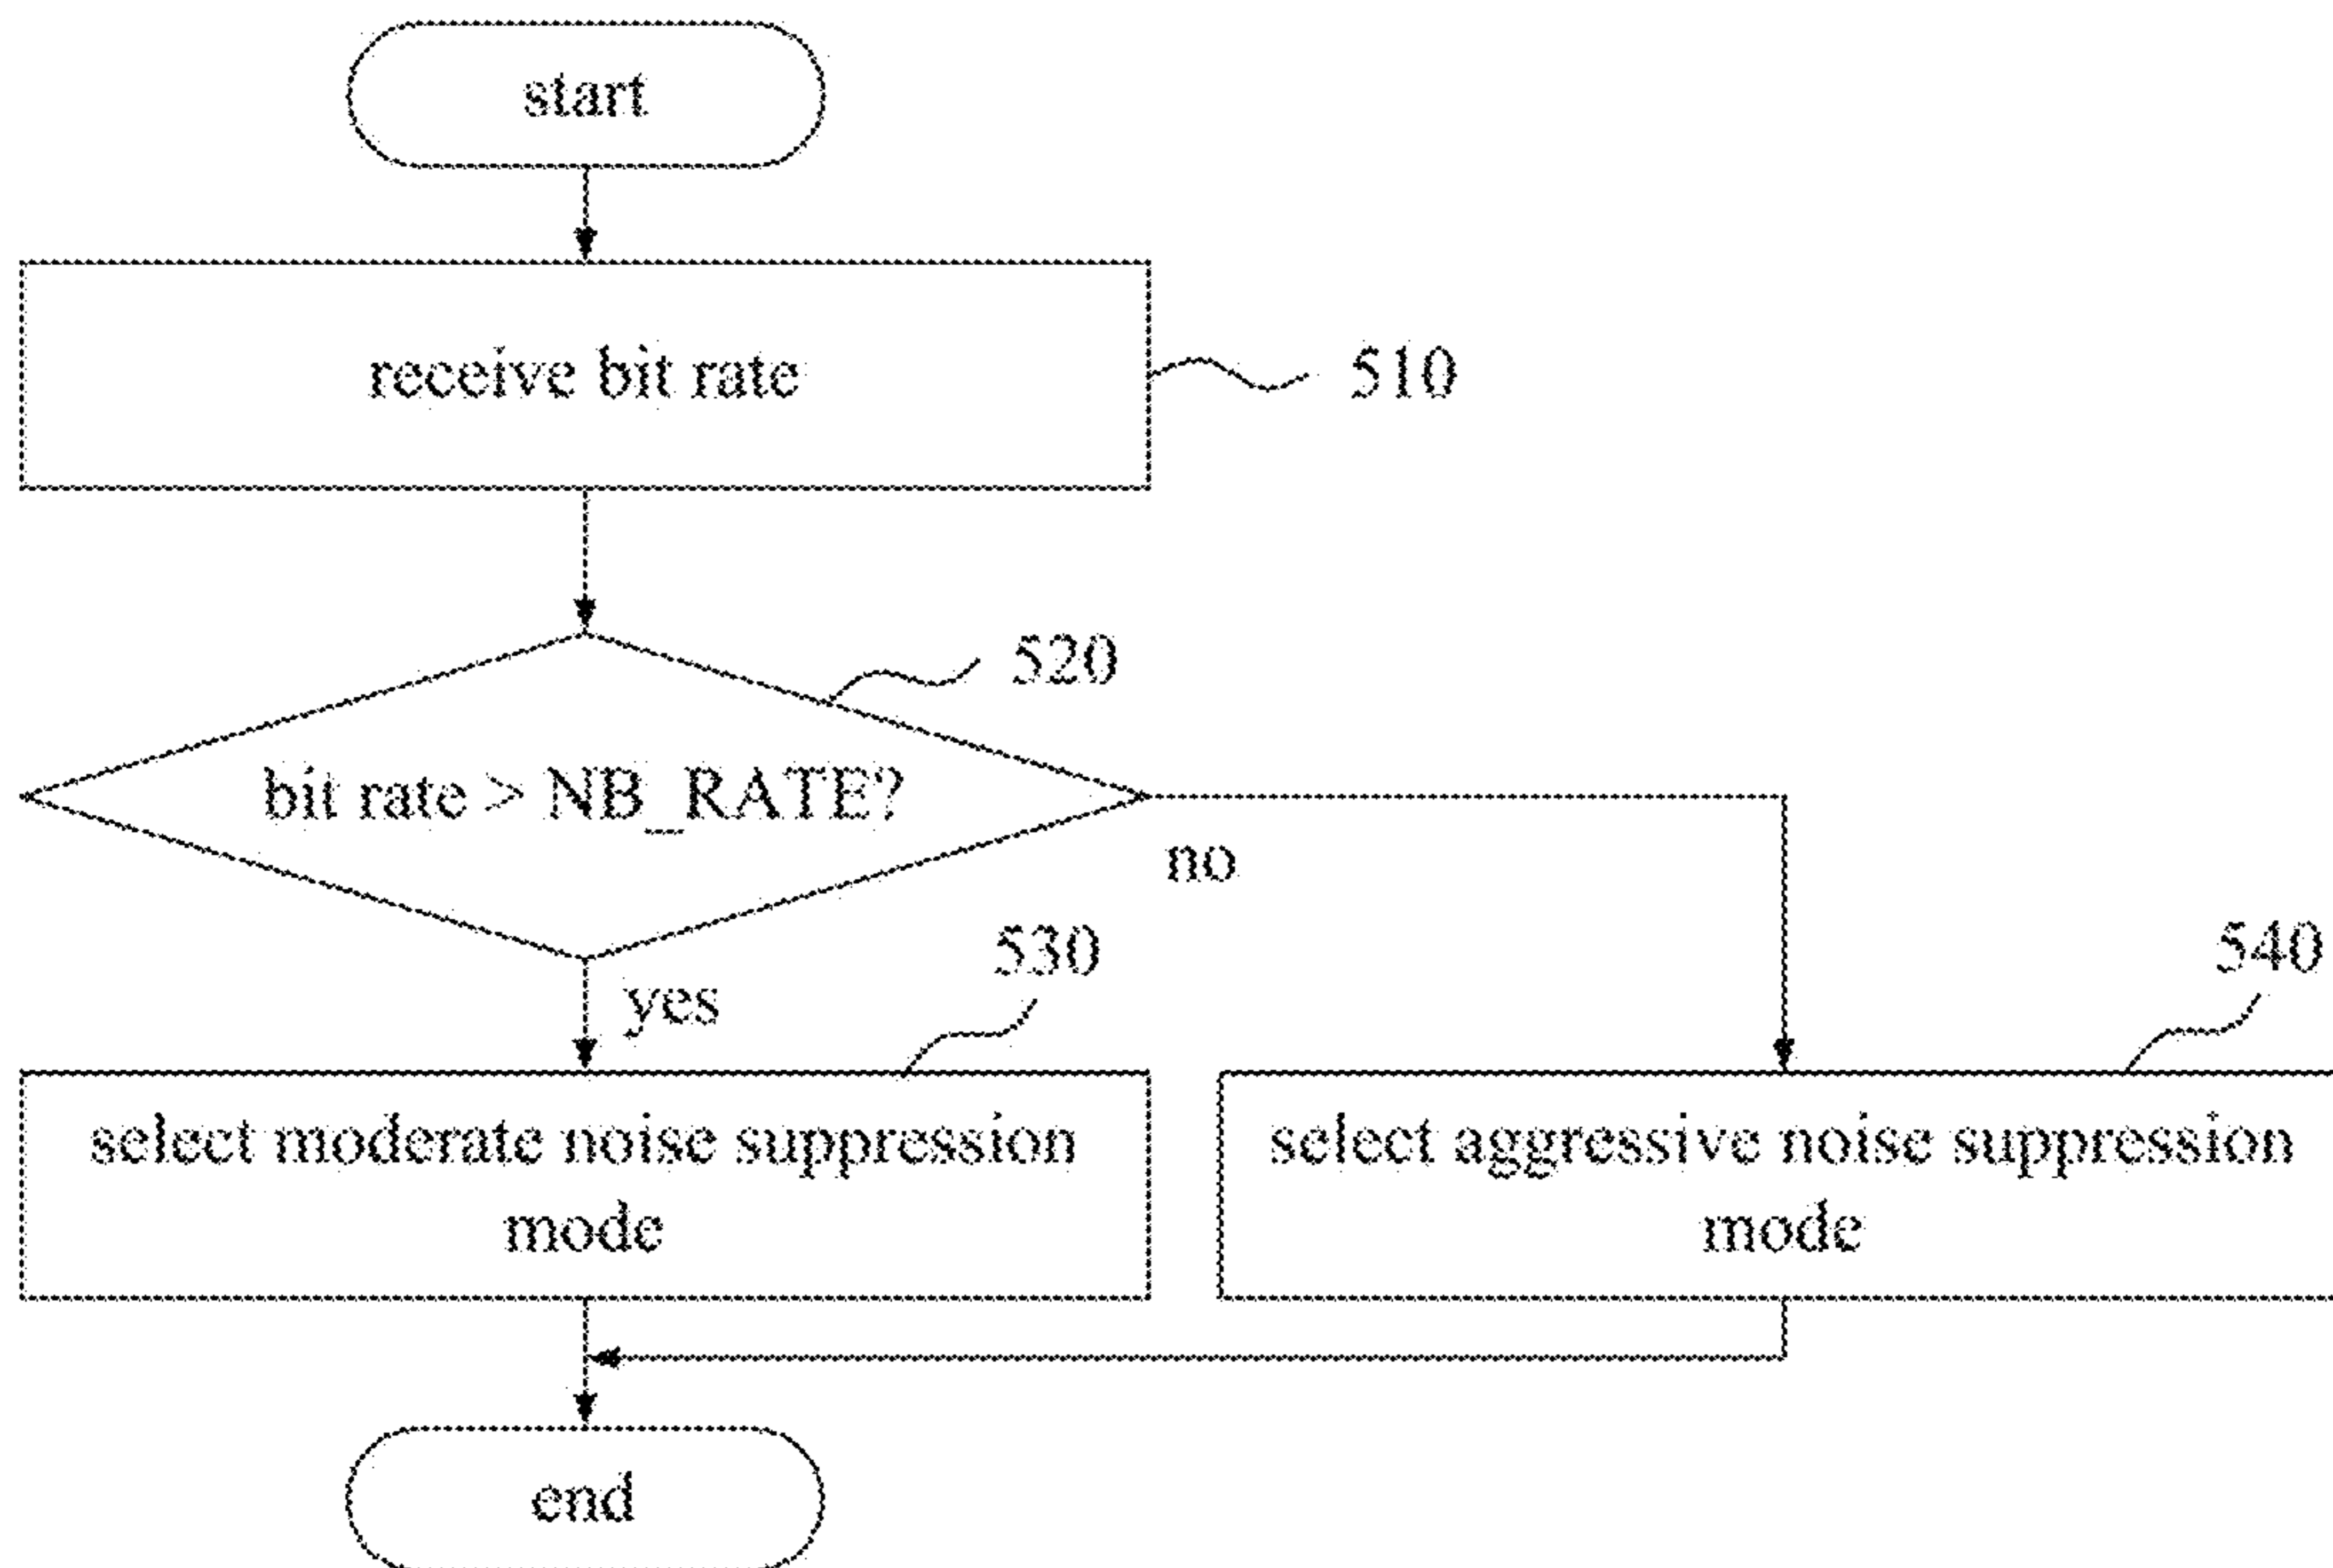 start
receive bit rate
510
520
bit rate > NB_RATE?
no
530
540
yes
select moderate noise suppression
mode
select aggressive noise suppression
mode
end